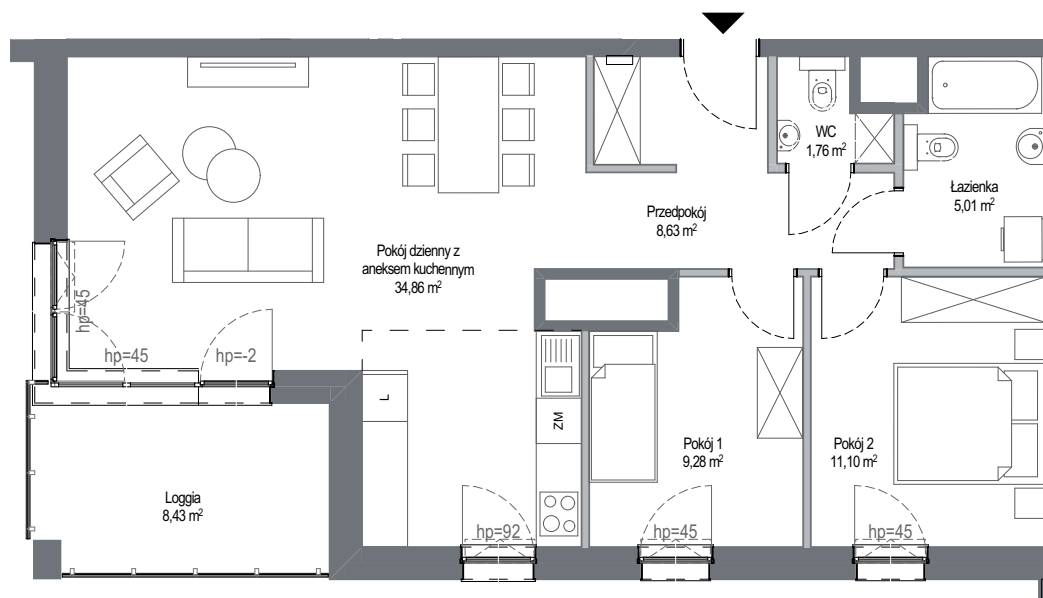 WC
1,76 m²
Łazienka
5,01 m²
Przedpokój
8,63 m²
Pokój dzienny z
aneksem kuchennym
34,86 m²
hp=45
hp=45
hp=-2
L
ZM
Pokój 1
9,28 m²
Pokój 2
11,10 m²
Loggia
8,43 m²
hp=92
hp=45
hp=45